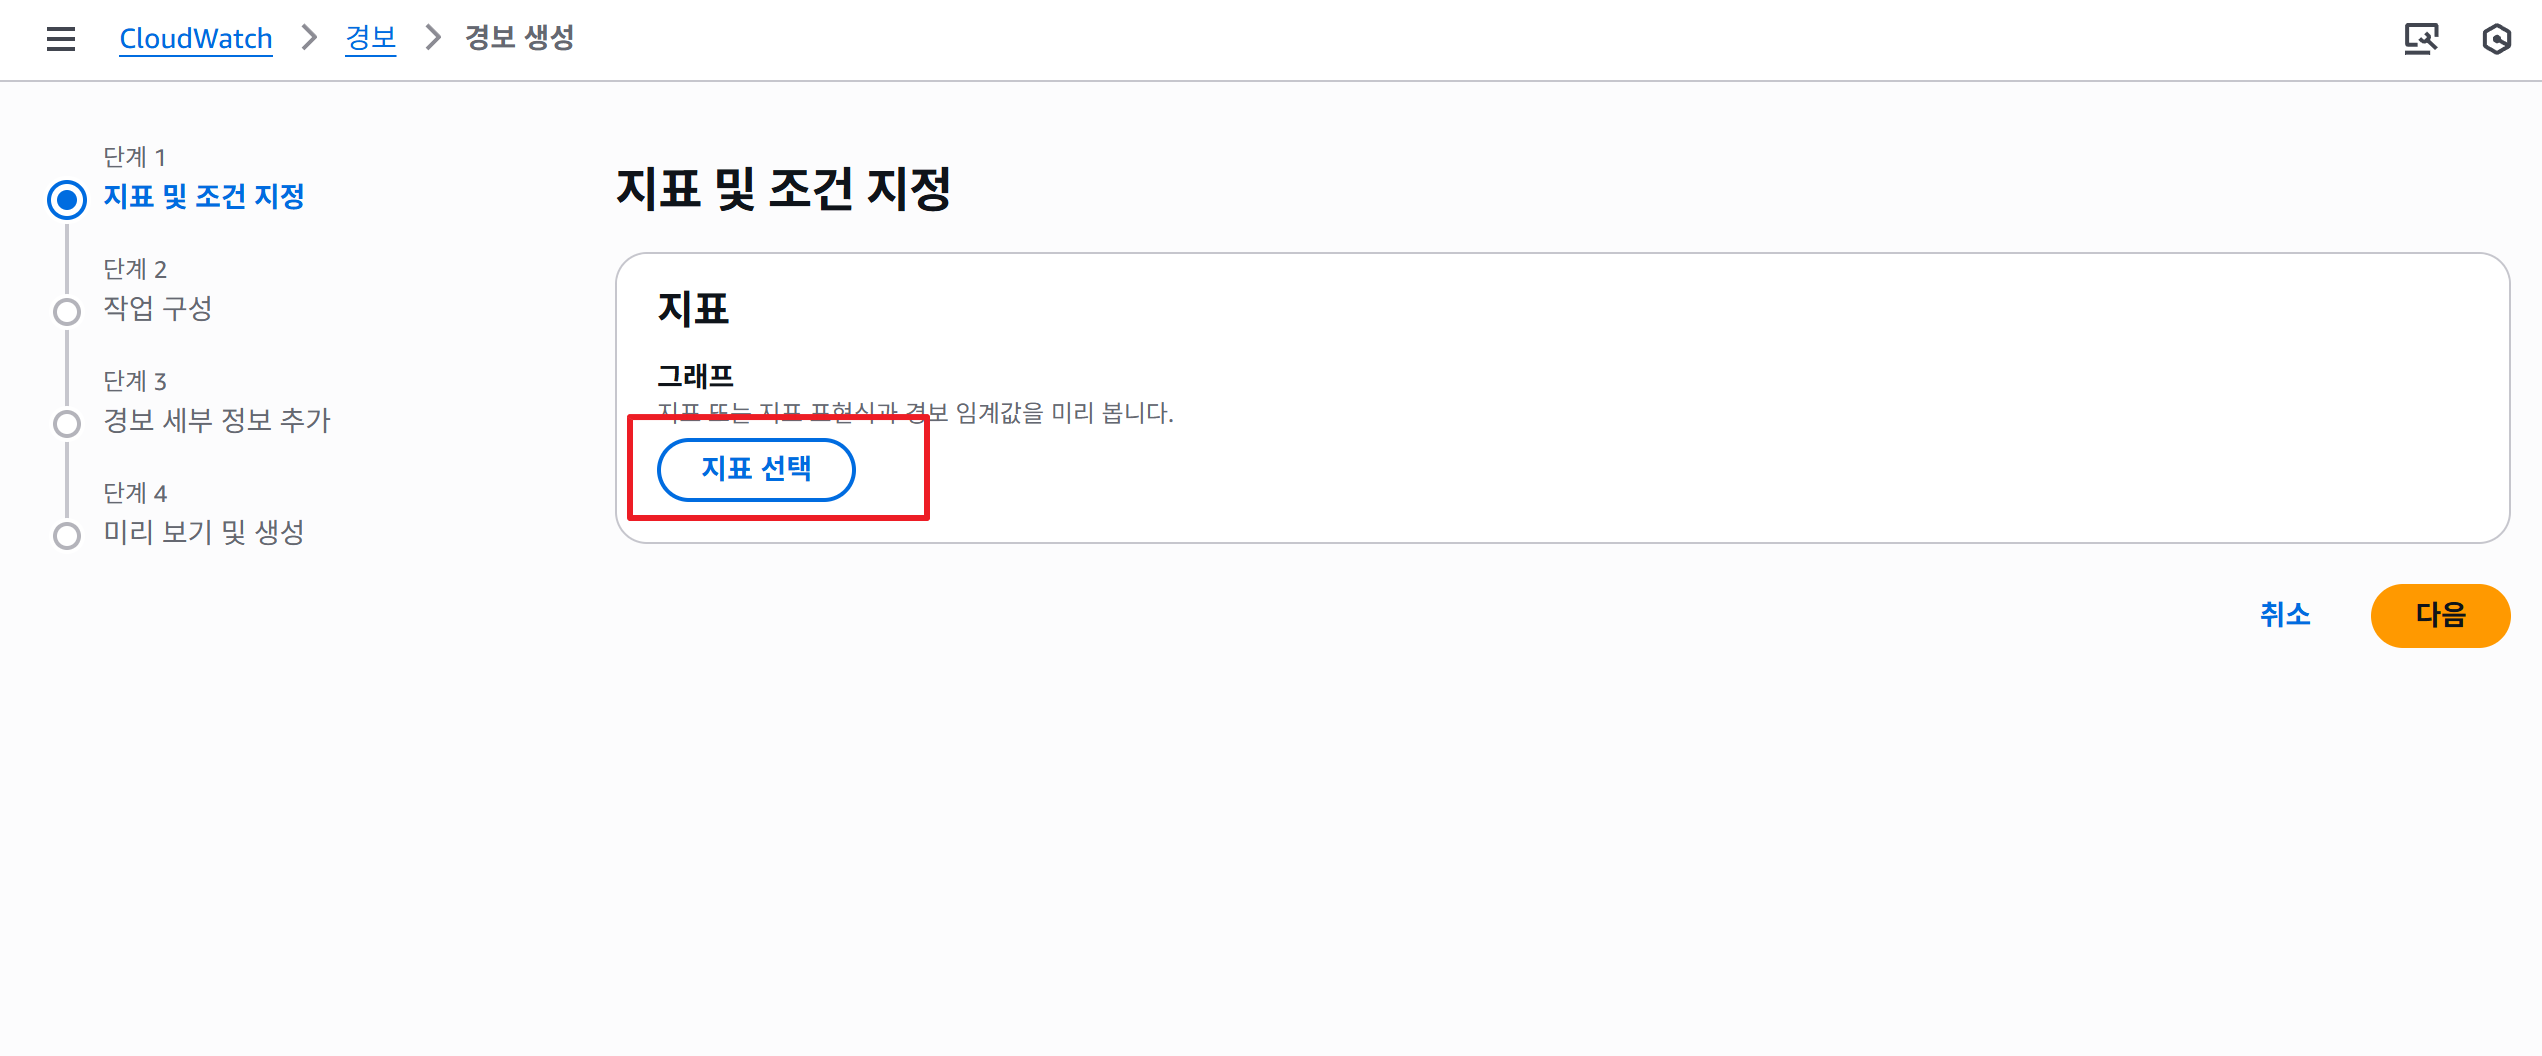 CloudWatch > 경보 > 경보 생성
단계 1
지표 및 조건 지정
단계 2
작업 구성
단계 3
경보 세부 정보 추가
단계 4
미리 보기 및 생성
지표 및 조건 지정
지표
그래프
지표 또는 지표 표현식과 경보 임계값을 미리 봅니다.
지표 선택
취소
다음